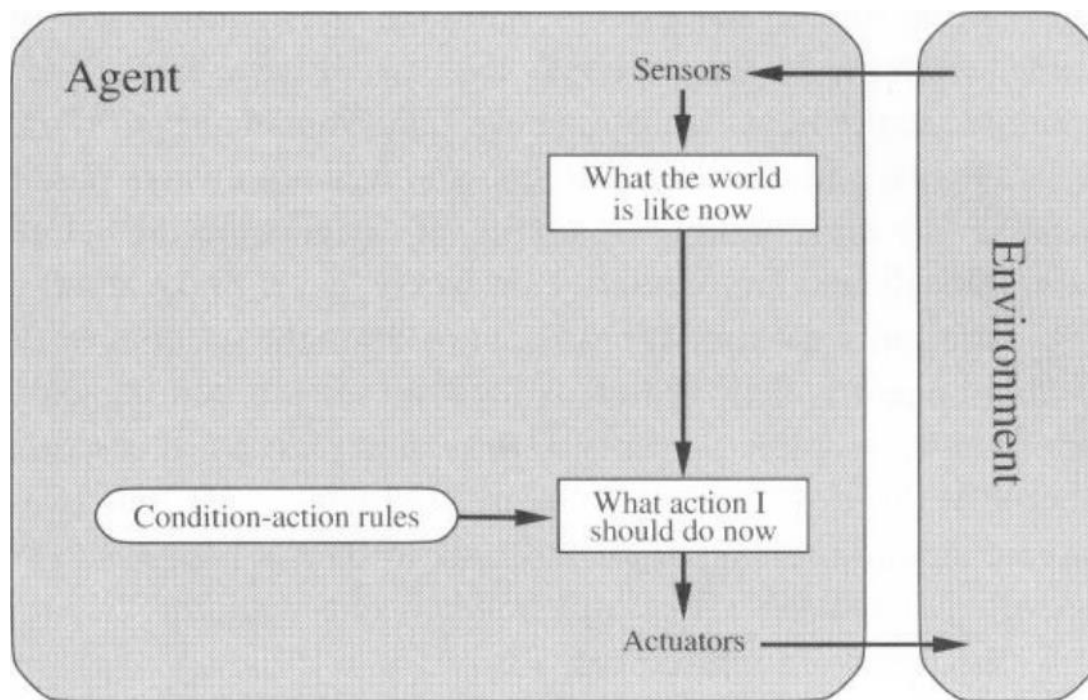 Agent
Sensors
What the world
is like now
Environment
Condition-action rules
What action I
should do now
Actuators